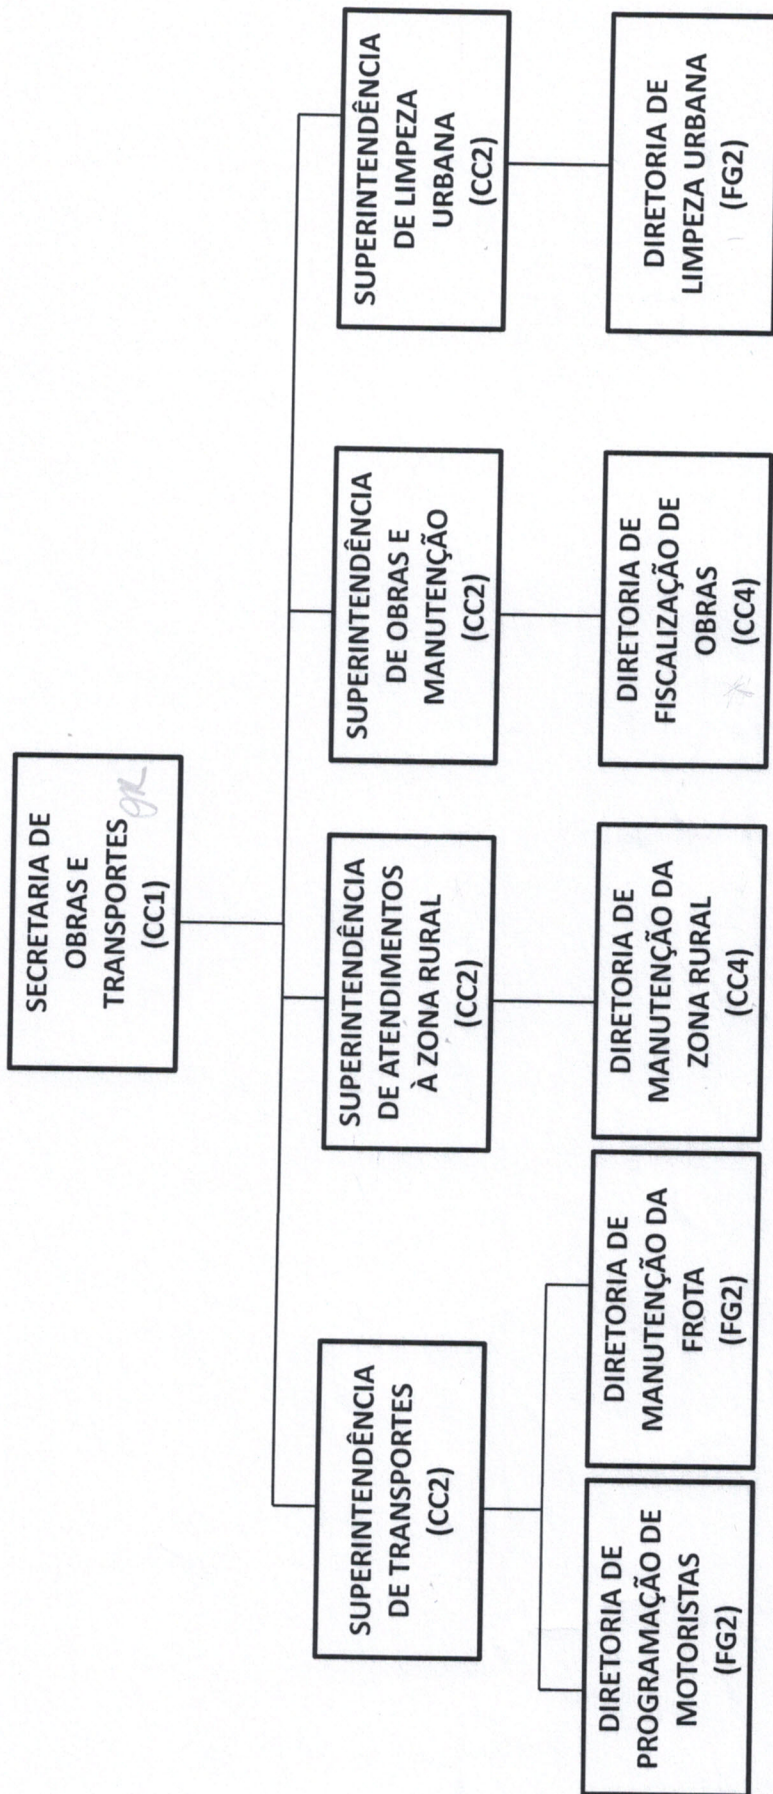 SECRETARIA DE
OBRAS E
TRANSPORTES
(CC1)
SUPERINTENDÊNCIA
DE TRANSPORTES
(CC2)
SUPERINTENDÊNCIA
DE ATENDIMENTOS
À ZONA RURAL
(CC2)
SUPERINTENDÊNCIA
DE OBRAS E
MANUTENÇÃO
(CC2)
SUPERINTENDÊNCIA
DE LIMPEZA
URBANA
(CC2)
DIRETORIA DE
PROGRAMAÇÃO DE
MOTORISTAS
(FG2)
DIRETORIA DE
MANUTENÇÃO DA
FROTA
(FG2)
DIRETORIA DE
MANUTENÇÃO DA
ZONA RURAL
(CC4)
DIRETORIA DE
FISCALIZAÇÃO DE
OBRAS
(CC4)
DIRETORIA DE
LIMPEZA URBANA
(FG2)